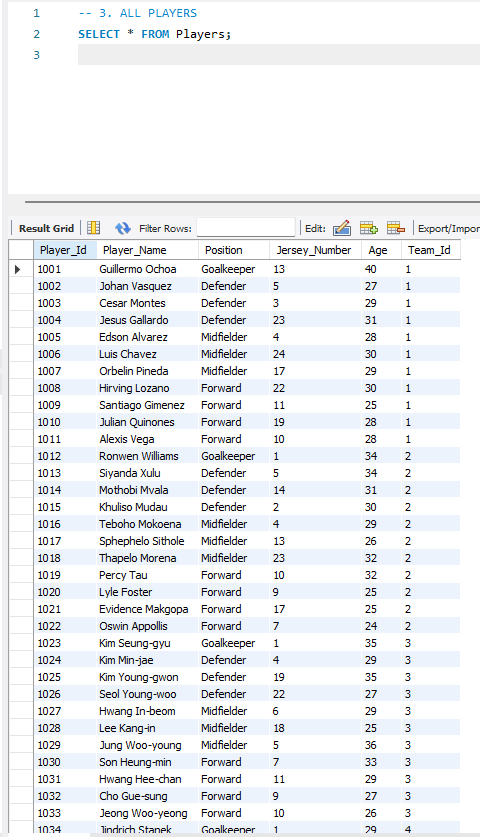 1 -- 3. ALL PLAYERS
2 SELECT * FROM Players;
3
Result Grid Filter Rows: Edit: Export/Impor
Player_Id Player_Name Position Jersey_Number Age Team_Id
1001 Guillermo Ochoa Goalkeeper 13 40 1
1002 Johan Vasquez Defender 5 27 1
1003 Cesar Montes Defender 3 29 1
1004 Jesus Gallardo Defender 23 31 1
1005 Edson Alvarez Midfielder 4 28 1
1006 Luis Chavez Midfielder 24 30 1
1007 Orbelin Pineda Midfielder 17 29 1
1008 Hirving Lozano Forward 22 30 1
1009 Santiago Gimenez Forward 11 25 1
1010 Julian Quinones Forward 19 28 1
1011 Alexis Vega Forward 10 28 1
1012 Ronwen Williams Goalkeeper 1 34 2
1013 Siyanda Xulu Defender 5 34 2
1014 Mothobi Mvala Defender 14 31 2
1015 Khuliso Mudau Defender 2 30 2
1016 Teboho Mokoena Midfielder 4 29 2
1017 Sphephelo Sithole Midfielder 13 26 2
1018 Thapelo Morena Midfielder 23 32 2
1019 Percy Tau Forward 10 32 2
1020 Lyle Foster Forward 9 25 2
1021 Evidence Makgopa Forward 17 25 2
1022 Oswin Appollis Forward 7 24 2
1023 Kim Seung-gyu Goalkeeper 1 35 3
1024 Kim Min-jae Defender 4 29 3
1025 Kim Young-gwon Defender 19 35 3
1026 Seol Young-woo Defender 22 27 3
1027 Hwang In-beom Midfielder 6 29 3
1028 Lee Kang-in Midfielder 18 25 3
1029 Jung Woo-young Midfielder 5 36 3
1030 Son Heung-min Forward 7 33 3
1031 Hwang Hee-chan Forward 11 29 3
1032 Cho Gue-sung Forward 9 27 3
1033 Jeong Woo-yeong Forward 10 26 3
1034 Jindrich Stanek Goalkeeper 1 29 4